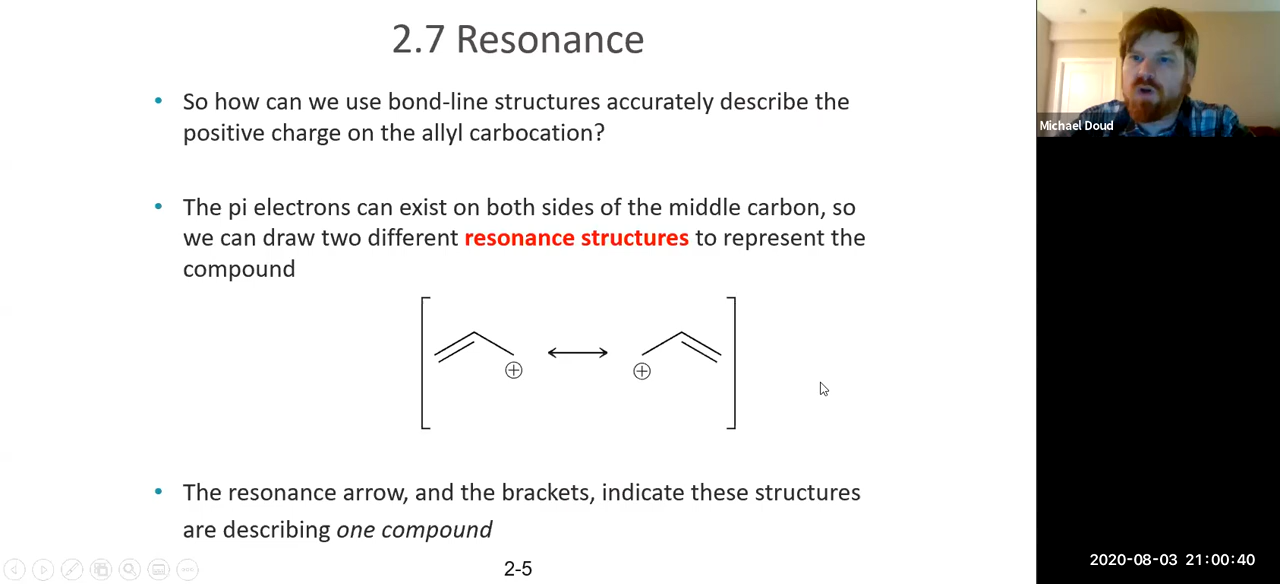 2.7 Resonance
• So how can we use bond-line structures accurately describe the
positive charge on the allyl carbocation?
• The pi electrons can exist on both sides of the middle carbon, so
we can draw two different resonance structures to represent the
compound
• The resonance arrow, and the brackets, indicate these structures
are describing one compound
2-5
Michael Doud
2020-08-03 21:00:40